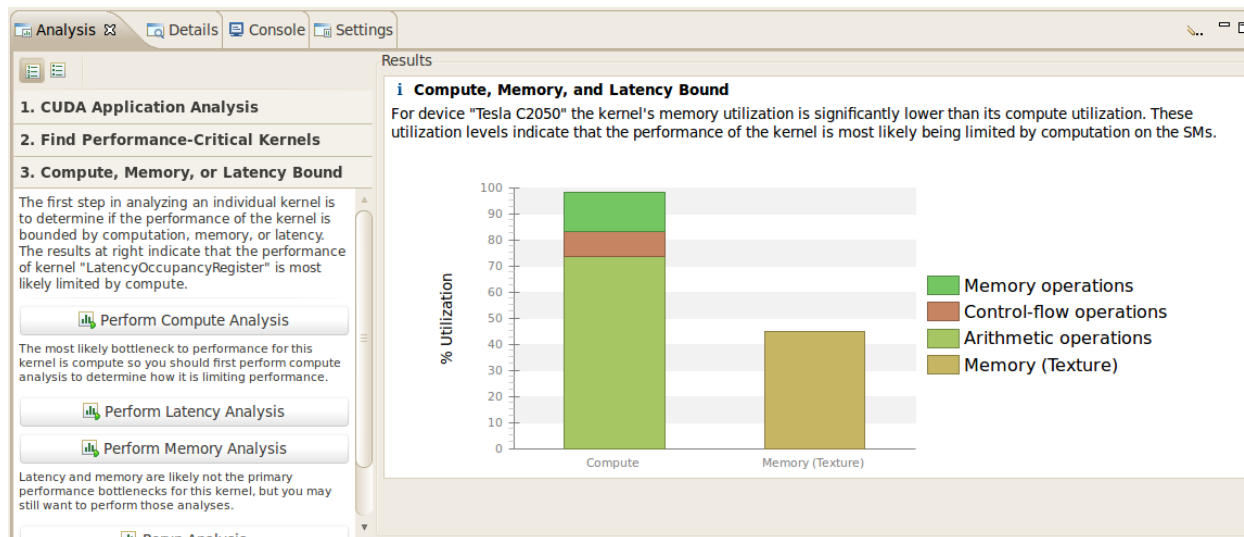 Analysis
Details
Console
Settings
1. CUDA Application Analysis
2. Find Performance-Critical Kernels
3. Compute, Memory, or Latency Bound
The first step in analyzing an individual kernel is
to determine if the performance of the kernel is
bounded by computation, memory, or latency.
The results at right indicate that the performance
of kernel "LatencyOccupancyRegister" is most
likely limited by compute.
Perform Compute Analysis
The most likely bottleneck to performance for this
kernel is compute so you should first perform compute
analysis to determine how it is limiting performance.
Perform Latency Analysis
Perform Memory Analysis
Latency and memory are likely not the primary
performance bottlenecks for this kernel, but you may
still want to perform those analyses.
Rerun Analysis
Results
i Compute, Memory, and Latency Bound
For device "Tesla C2050" the kernel's memory utilization is significantly lower than its compute utilization. These
utilization levels indicate that the performance of the kernel is most likely being limited by computation on the SMs.
% Utilization
100
90
80
70
60
50
40
30
20
10
0
Compute
Memory (Texture)
Memory operations
Control-flow operations
Arithmetic operations
Memory (Texture)